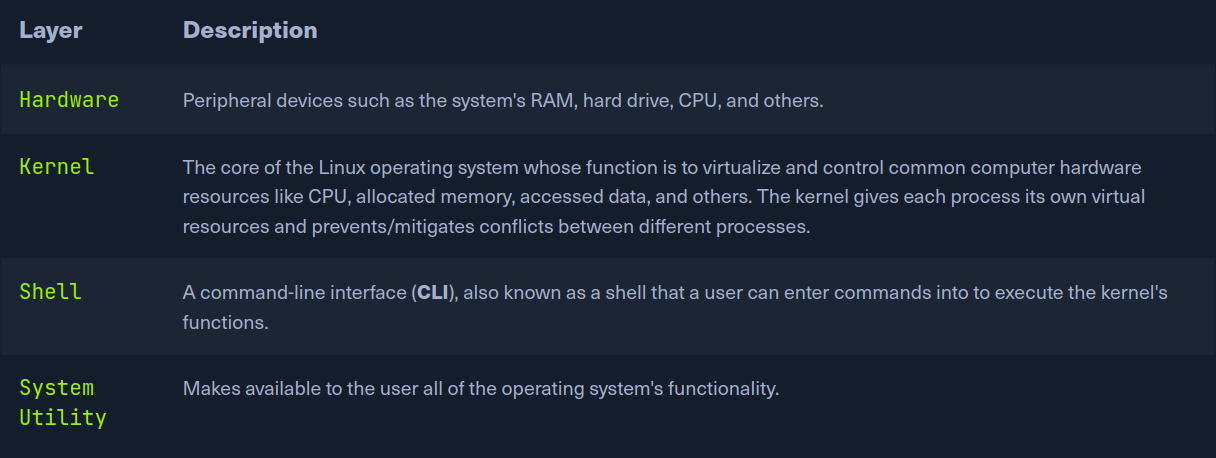 Layer Description
Hardware Peripheral devices such as the system's RAM, hard drive, CPU, and others.
Kernel The core of the Linux operating system whose function is to virtualize and control common computer hardware
resources like CPU, allocated memory, accessed data, and others. The kernel gives each process its own virtual
resources and prevents/mitigates conflicts between different processes.
Shell A command-line interface (CLI), also known as a shell that a user can enter commands into to execute the kernel's
functions.
System Makes available to the user all of the operating system's functionality.
Utility